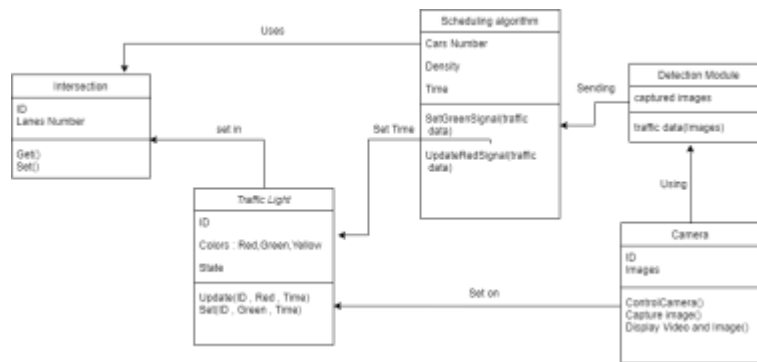 Scheduling algorithm
Cars Number
Density
Time
SetGreenSignal(traffic
data)
UpdateRedSignal(traffic
data)
Uses
Intersection
ID
Lanes Number
Get()
Set()
Detection Module
captured images
traffic data(images)
Sending
Set Time
set in
Traffic Light
ID
Colors : Red,Green,Yellow
State
Update(ID , Red , Time)
Set(ID , Green , Time)
Using
Camera
ID
Images
ControlCamera()
Capture image()
Display Video and Image()
Set on